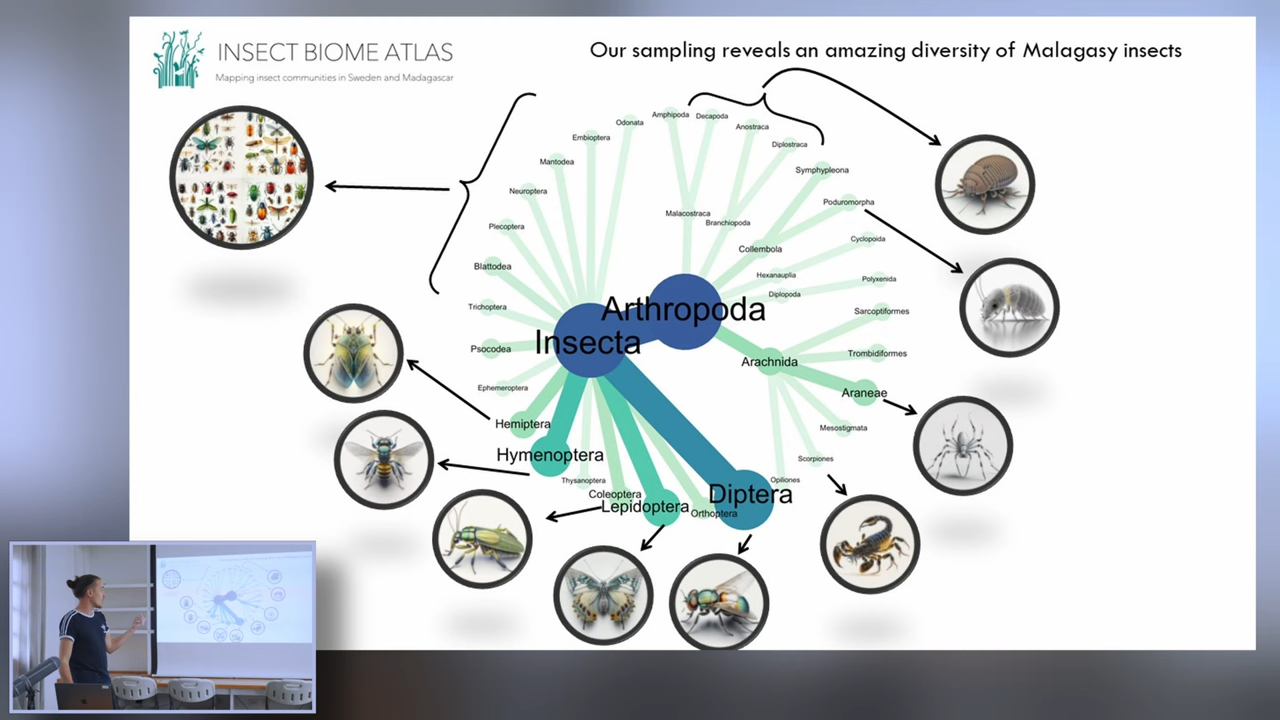 INSECT BIOME ATLAS
Mapping insect communities in Sweden and Madagascar
Our sampling reveals an amazing diversity of Malagasy insects
Amphipoda
Decapoda
Odonata
Anostraca
Embioptera
Diplostraca
Mantodea
Symphypleona
Neuroptera
Poduromorpha
Malacostraca
Branchiopoda
Plecoptera
Cyclopoida
Collembola
Blattodea
Hexanauplia
Polyxenida
Diplopoda
Trichoptera
Arthropoda
Sarcoptiformes
Insecta
Psocodea
Trombidiformes
Arachnida
Ephemeroptera
Araneae
Hemiptera
Mesostigmata
Hymenoptera
Scorpiones
Thysanoptera
Opiliones
Coleoptera
Diptera
Lepidoptera
Orthoptera